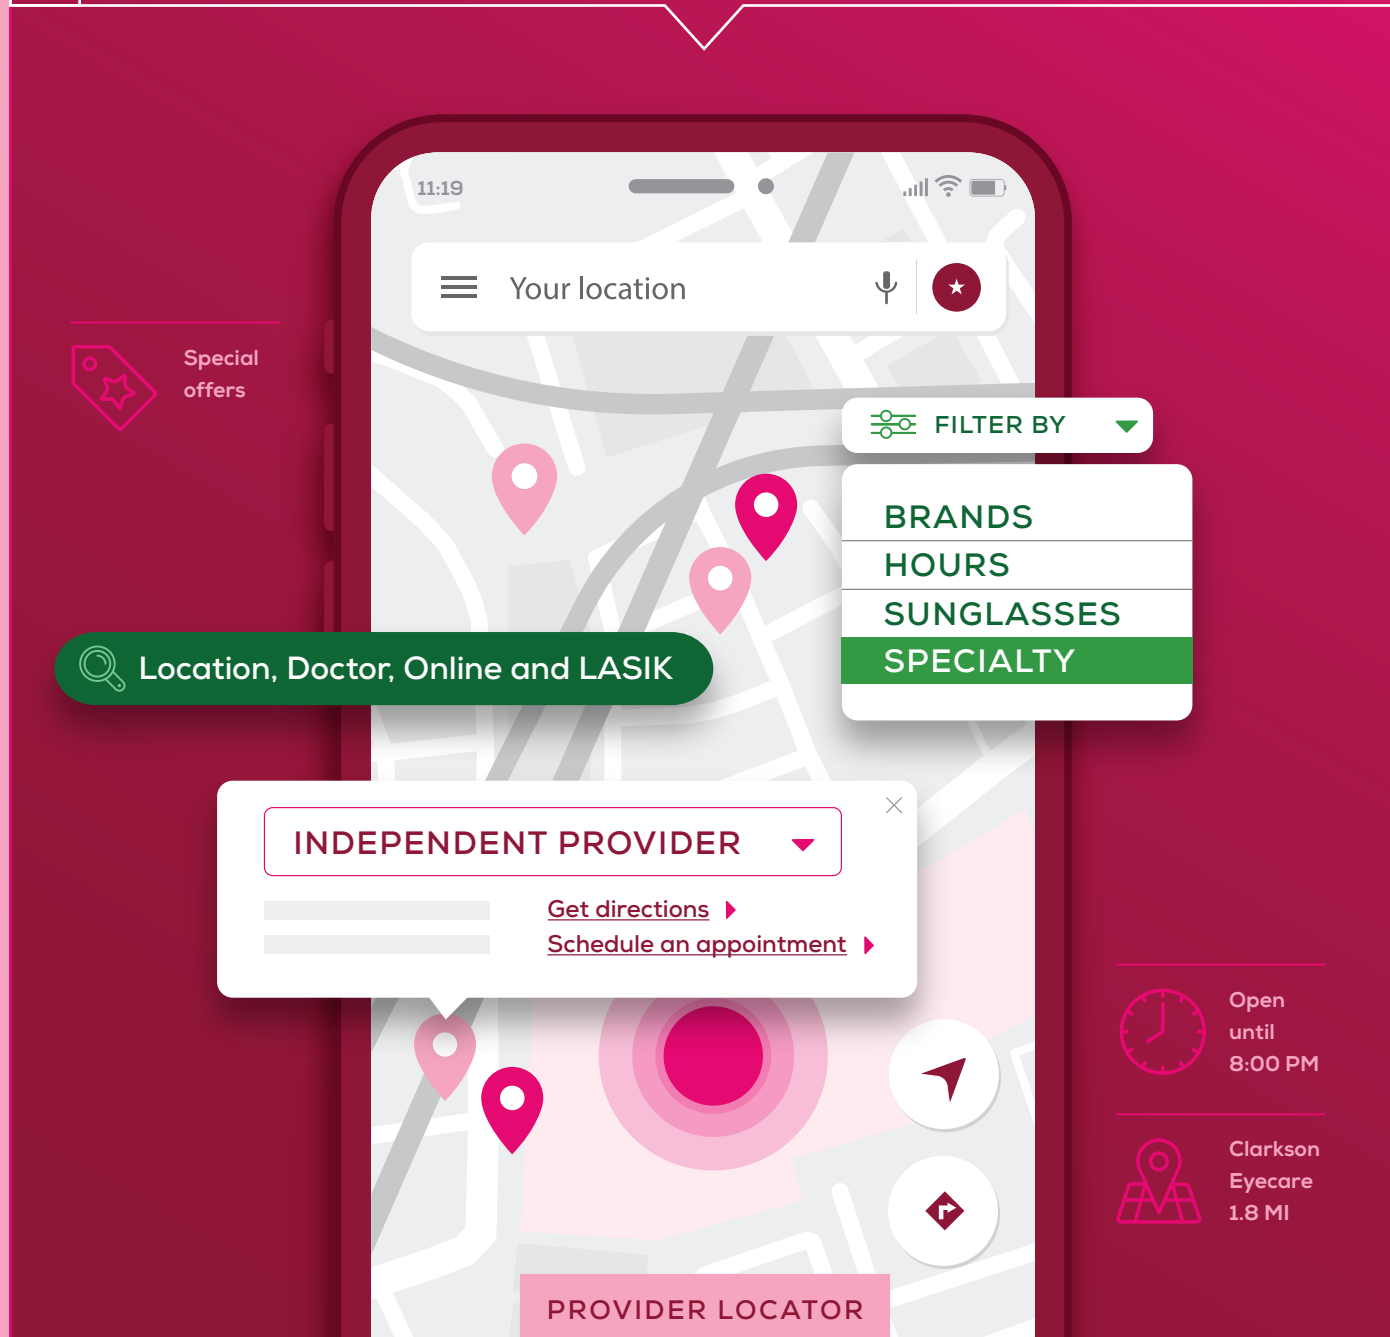 11:19
Your location
Special
offers
FILTER BY
BRANDS
HOURS
SUNGLASSES
SPECIALTY
Location, Doctor, Online and LASIK
INDEPENDENT PROVIDER
Get directions
Schedule an appointment
Open
until
8:00 PM
Clarkson
Eyecare
1.8 MI
PROVIDER LOCATOR